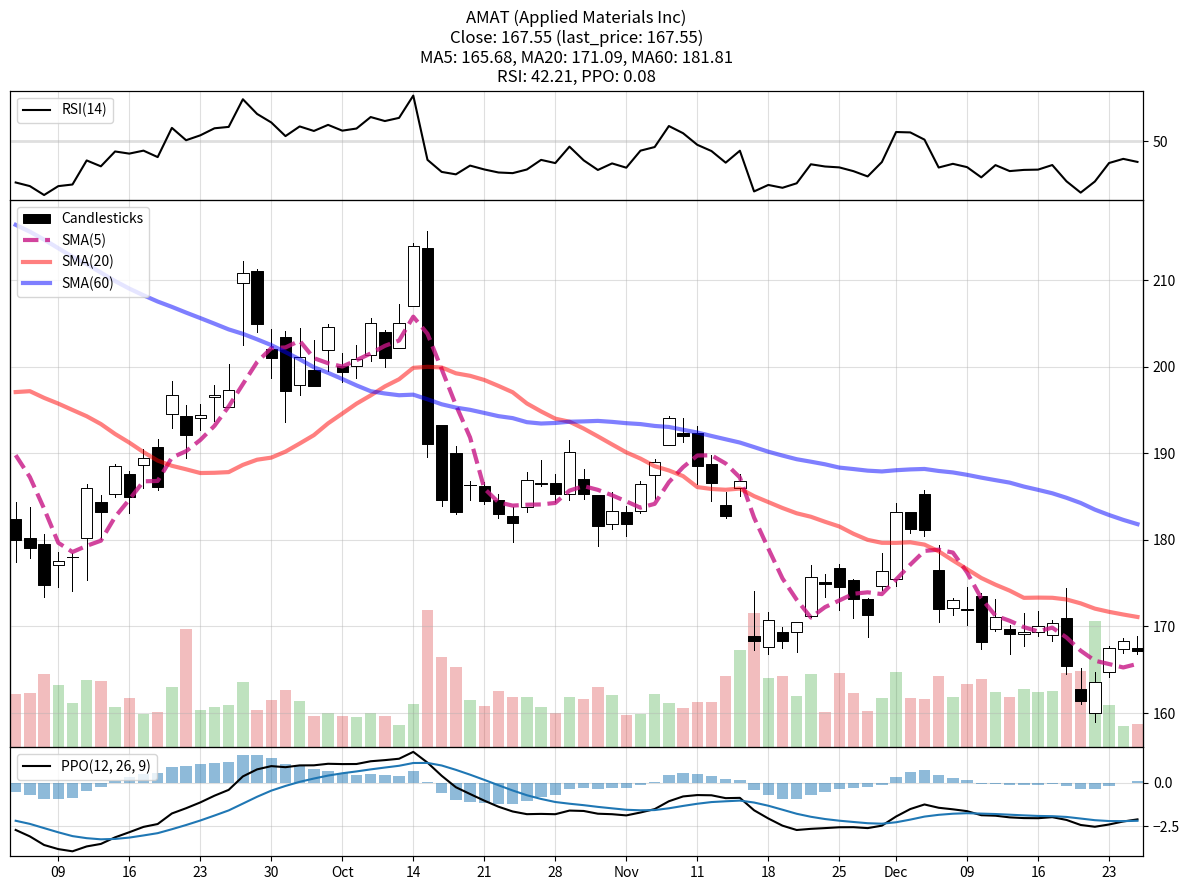 AMAT (Applied Materials Inc)
Close: 167.55 (last_price: 167.55)
MA5: 165.68, MA20: 171.09, MA60: 181.81
RSI: 42.21, PPO: 0.08
RSI(14)
50
Candlesticks
SMA(5)
SMA(20)
SMA(60)
210
200
190
180
170
160
PPO(12, 26, 9)
0.0
−2.5
09 16 23 30 Oct 14 21 28 Nov 11 18 25 Dec 09 16 23